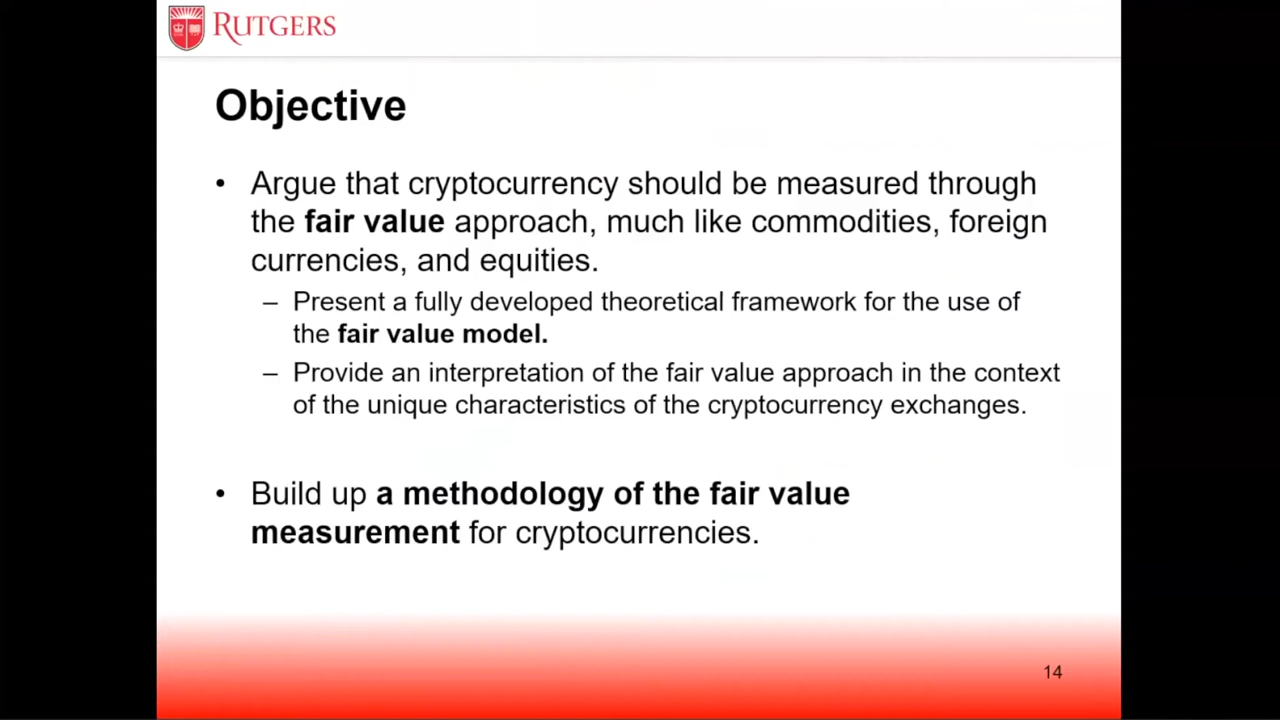 RUTGERS
Objective
• Argue that cryptocurrency should be measured through
the fair value approach, much like commodities, foreign
currencies, and equities.
– Present a fully developed theoretical framework for the use of
the fair value model.
– Provide an interpretation of the fair value approach in the context
of the unique characteristics of the cryptocurrency exchanges.
• Build up a methodology of the fair value
measurement for cryptocurrencies.
14